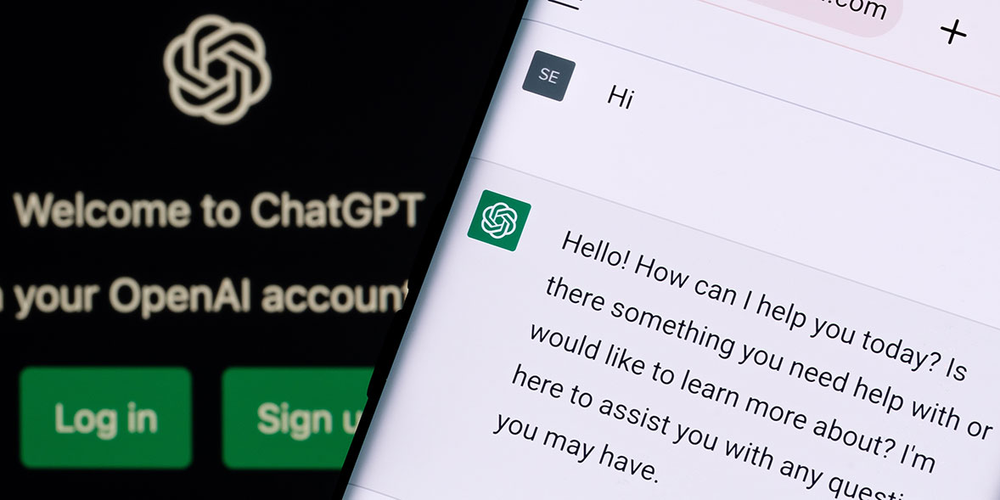 Welcome to ChatGPT
your OpenAI account
Log in
Sign u
.com
+
SE
Hi
Hello! How can I help you today? Is
there something you need help with or
would like to learn more about? I'm
here to assist you with any questi
you may have.